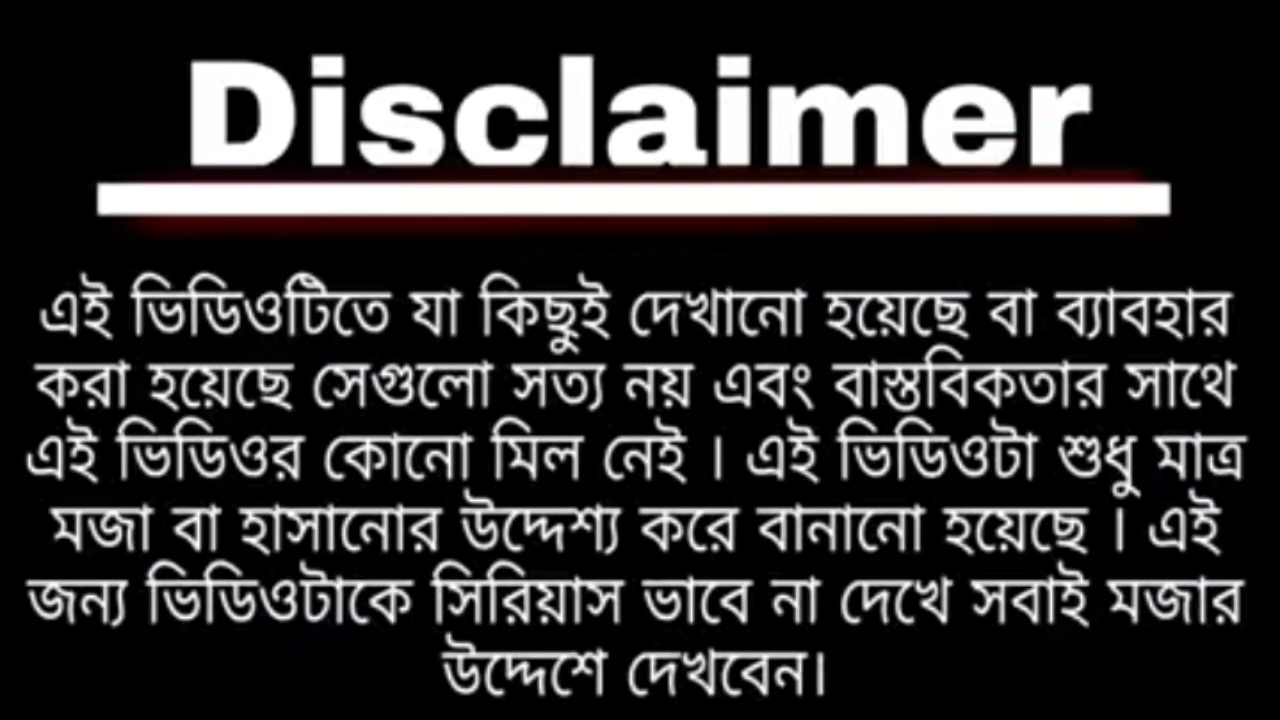 Disclaimer
এই ভিডিওটিতে যা কিছুই দেখানো হয়েছে বা ব্যাবহার
করা হয়েছে সেগুলো সত্য নয় এবং বাস্তবিকতার সাথে
এই ভিডিওর কোনো মিল নেই । এই ভিডিওটা শুধু মাত্র
মজা বা হাসানোর উদ্দেশ্য করে বানানো হয়েছে । এই
জন্য ভিডিওটাকে সিরিয়াস ভাবে না দেখে সবাই মজার
উদ্দেশে দেখবেন।